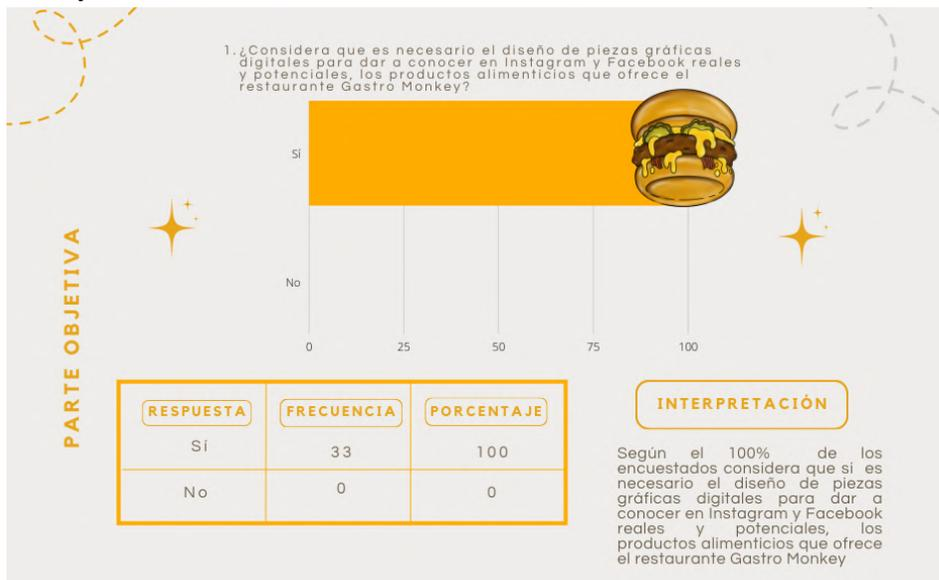 1. ¿Considera que es necesario el diseño de piezas gráficas
digitales para dar a conocer en Instagram y Facebook reales
y potenciales, los productos alimenticios que ofrece el
restaurante Gastro Monkey?
Sí
No
0 25 50 75 100
PARTE OBJETIVA
RESPUESTA FRECUENCIA PORCENTAJE
Sí 33 100
No 0 0
INTERPRETACIÓN
Según el 100% de los
encuestados considera que si es
necesario el diseño de piezas
gráficas digitales para dar a
conocer en Instagram y Facebook
reales y potenciales, los
productos alimenticios que ofrece
el restaurante Gastro Monkey